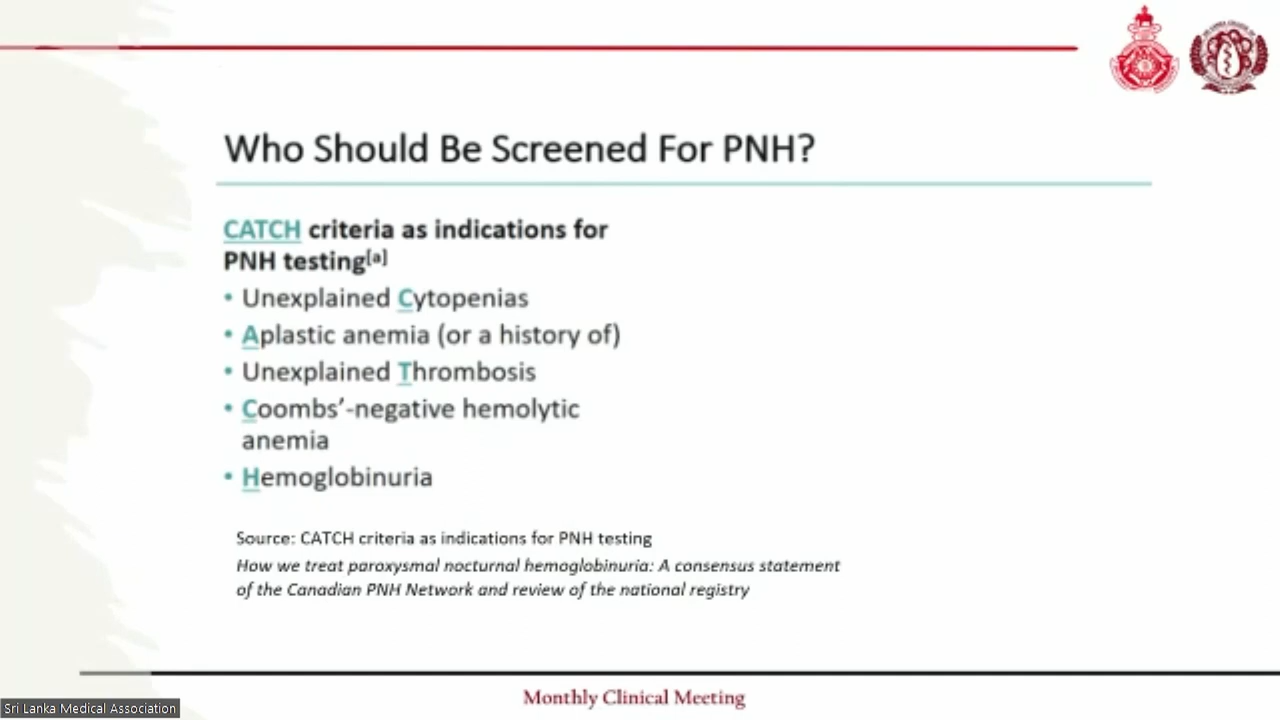 Who Should Be Screened For PNH?
CATCH criteria as indications for
PNH testing[a]
• Unexplained Cytopenias
• Aplastic anemia (or a history of)
• Unexplained Thrombosis
• Coombs’-negative hemolytic
anemia
• Hemoglobinuria
Source: CATCH criteria as indications for PNH testing
How we treat paroxysmal nocturnal hemoglobinuria: A consensus statement
of the Canadian PNH Network and review of the national registry
Monthly Clinical Meeting
Sri Lanka Medical Association